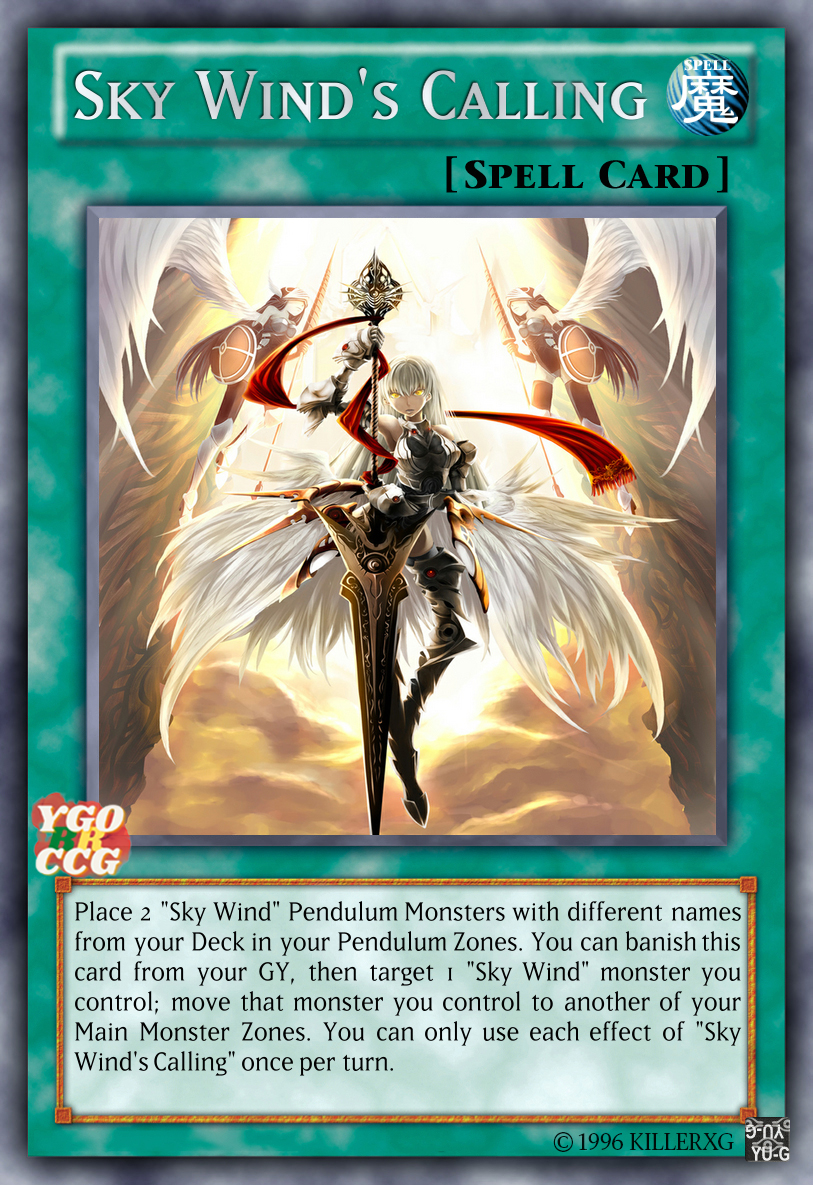 Sky Wind's Calling
SPELL
魔
[Spell Card]
YGO
CCG
Place 2 "Sky Wind" Pendulum Monsters with different names
from your Deck in your Pendulum Zones. You can banish this
card from your GY, then target 1 "Sky Wind" monster you
control; move that monster you control to another of your
Main Monster Zones. You can only use each effect of "Sky
Wind's Calling" once per turn.
© 1996 KILLERXG
YU-G